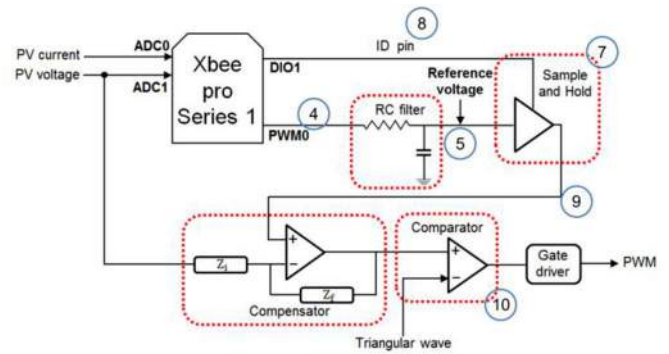 8
ID pin
7
PV current
ADC0
PV voltage
ADC1
Xbee
pro
Series 1
DIO1
PWM0
4
Reference
voltage
RC filter
5
Sample
and Hold
9
Comparator
+
−
Zi
Zf
Compensator
+
−
10
Gate
driver
PWM
Triangular wave